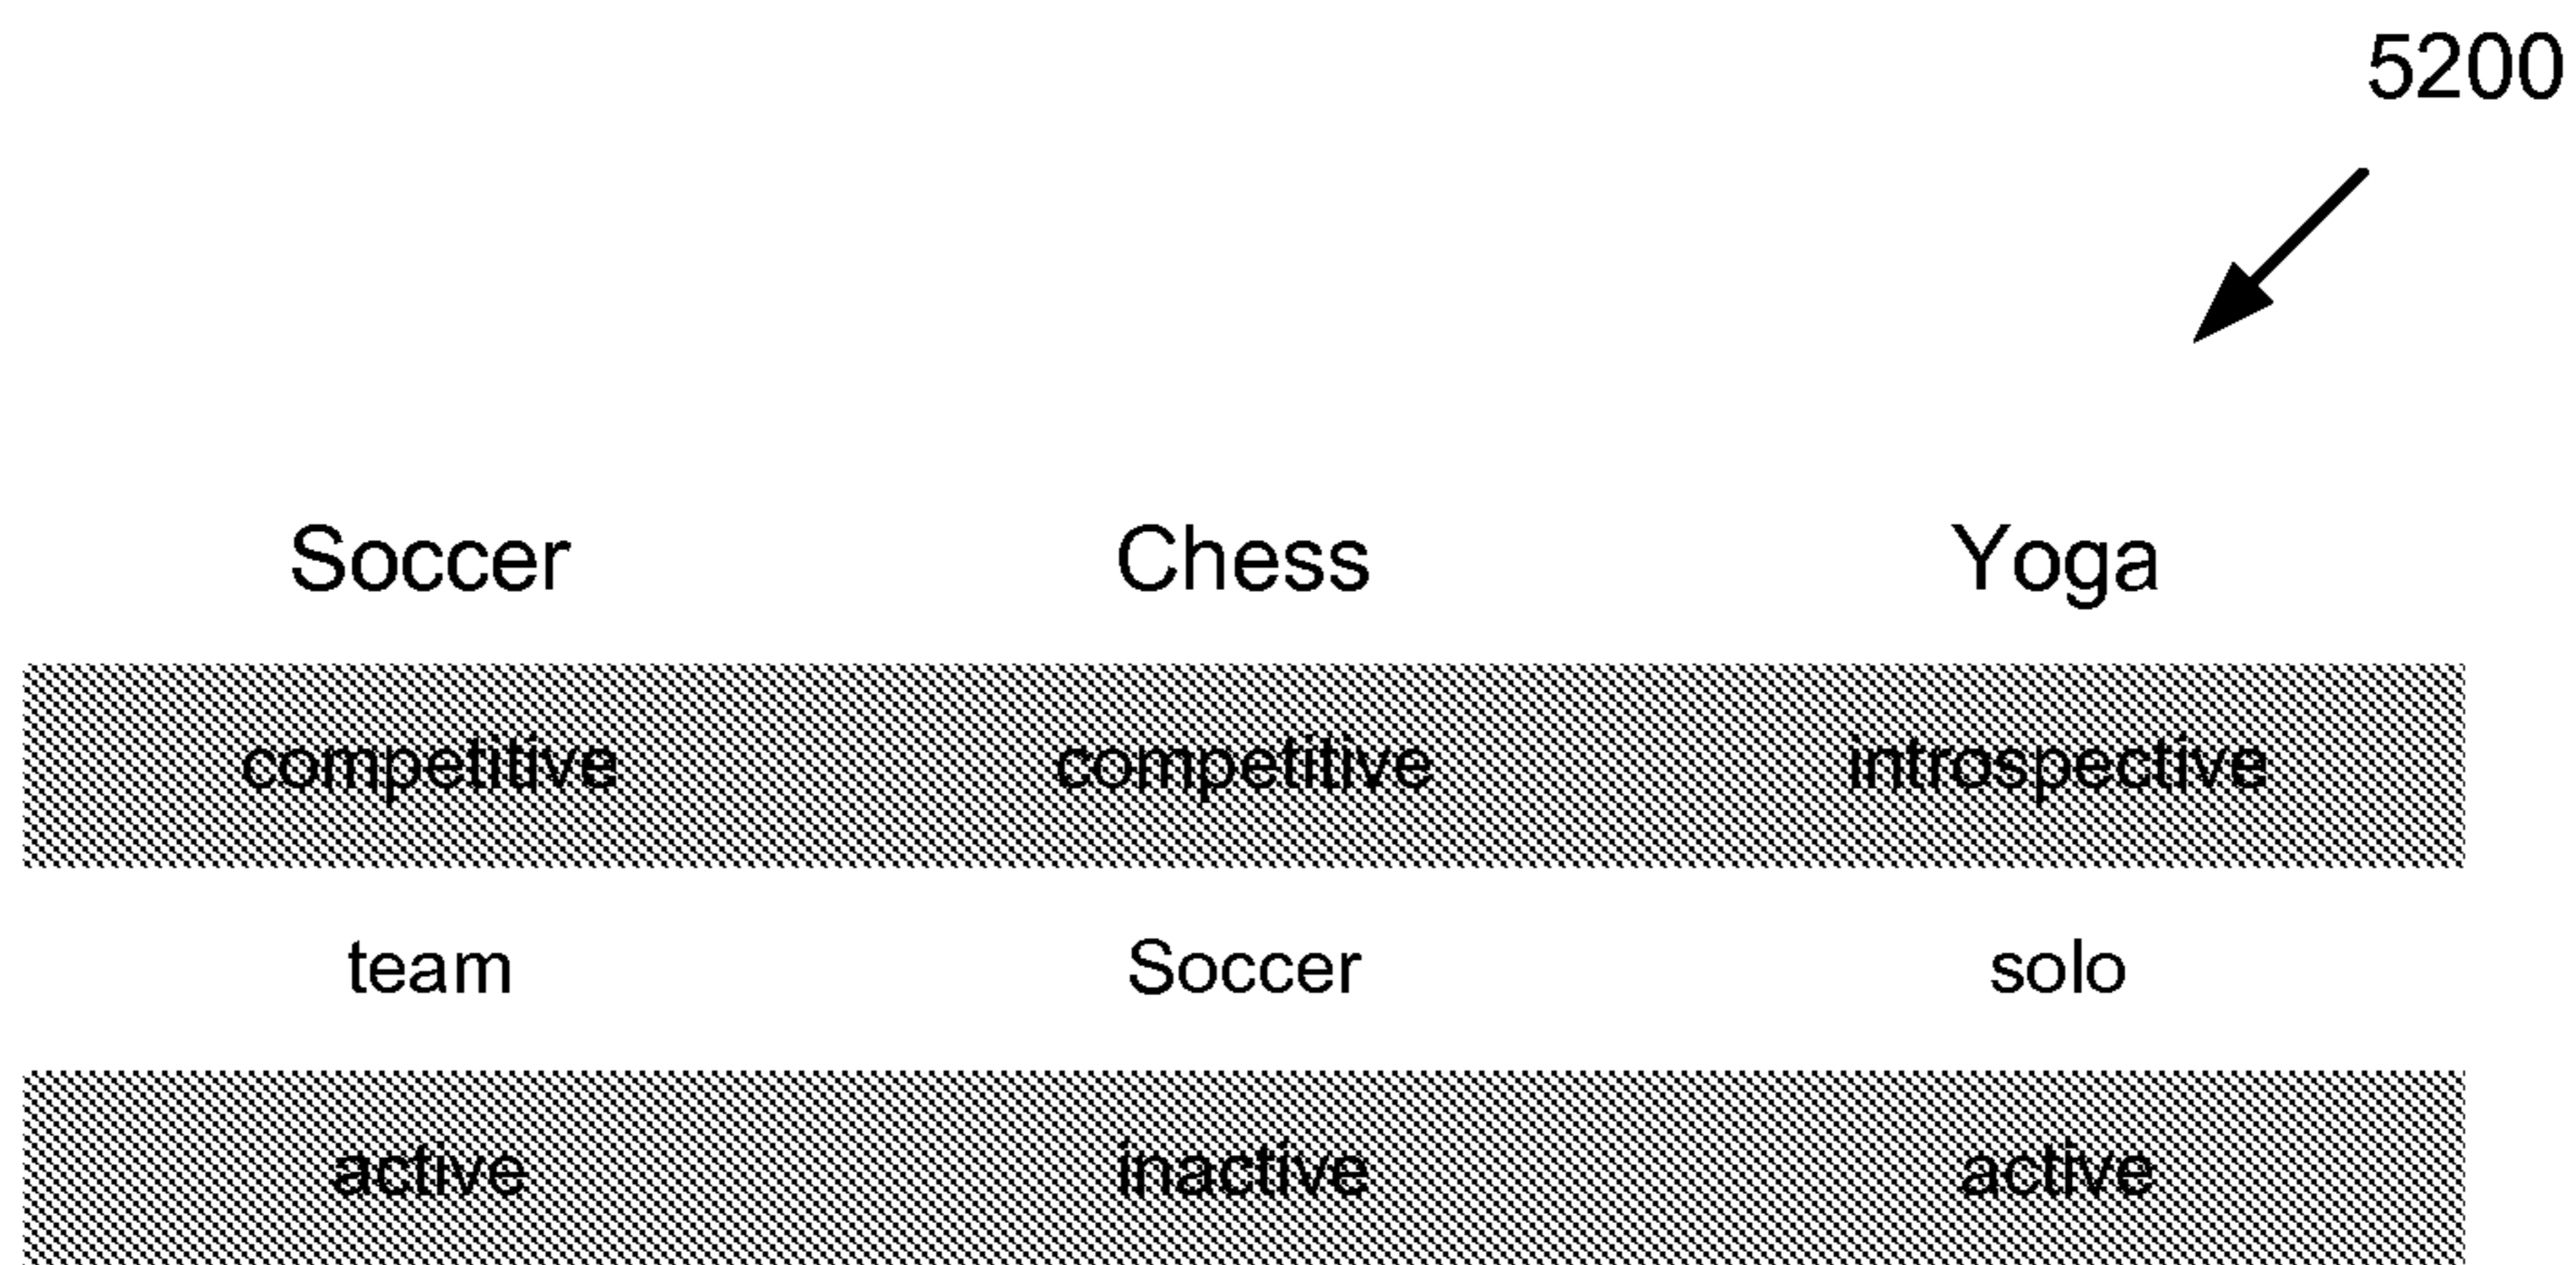 5200
Soccer Chess Yoga
competitive competitive introspective
team Soccer solo
active inactive active